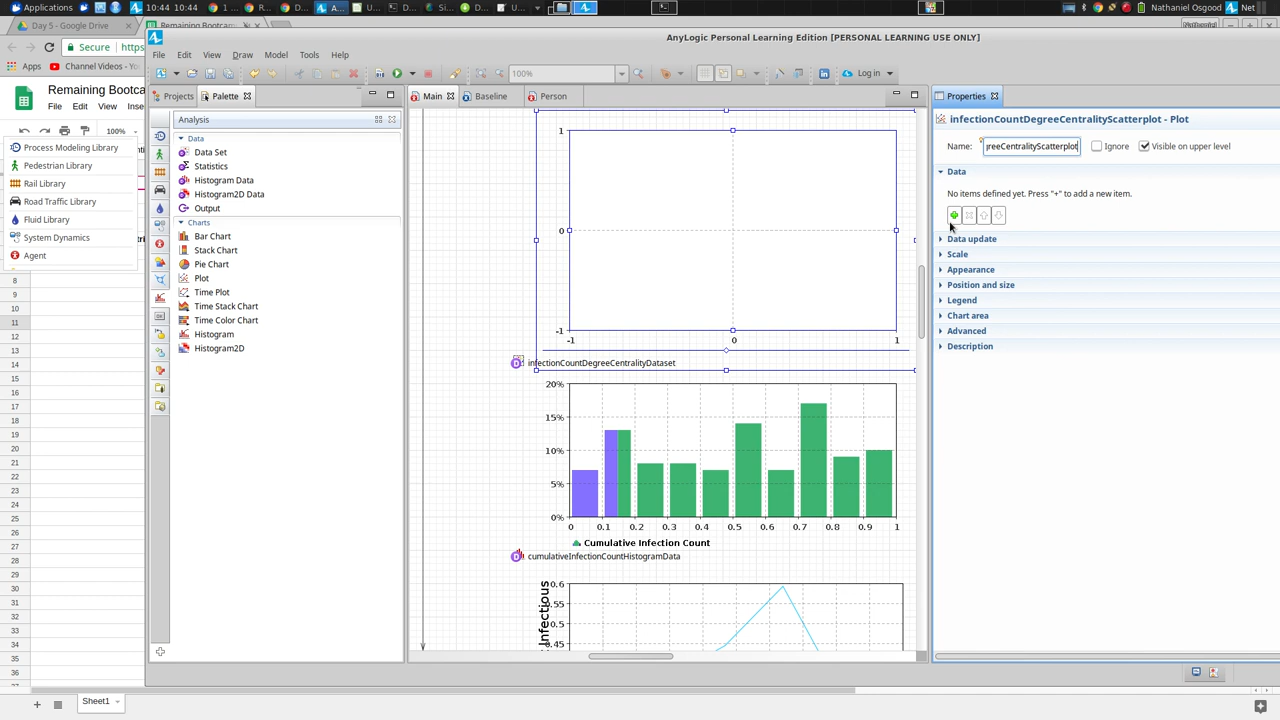 Applications
10:44
10:44
R...
D...
A...
Si...
D...
U...
Nathaniel Osgood
Net
Day 5 - Google Drive
Remaining Bootcam
Secure
https
Apps
Channel Videos - You
Remaining Bootca
File
Edit
View
Inser
100%
Process Modeling Library
Pedestrian Library
Rail Library
Road Traffic Library
Fluid Library
System Dynamics
Agent
8
9
10
11
12
13
14
15
16
17
18
19
20
21
22
23
24
25
26
27
28
29
30
31
32
33
34
35
36
Sheet1
AnyLogic Personal Learning Edition [PERSONAL LEARNING USE ONLY]
File Edit View Draw Model Tools Help
100%
Log in
Projects
Palette
Analysis
Data
Data Set
Statistics
Histogram Data
Histogram2D Data
Output
Charts
Bar Chart
Stack Chart
Pie Chart
Plot
Time Plot
Time Stack Chart
Time Color Chart
Histogram
Histogram2D
Main
Baseline
Person
1
0
-1
-1 0 1
infectionCountDegreeCentralityDataset
20%
15%
10%
5%
0%
0 0.1 0.2 0.3 0.4 0.5 0.6 0.7 0.8 0.9 1
Cumulative Infection Count
cumulativeInfectionCountHistogramData
Infectious
0.6
0.5
Properties
infectionCountDegreeCentralityScatterplot - Plot
Name:
reeCentralityScatterplot
Ignore
Visible on upper level
Data
No items defined yet. Press "+" to add a new item.
Data update
Scale
Appearance
Position and size
Legend
Chart area
Advanced
Description